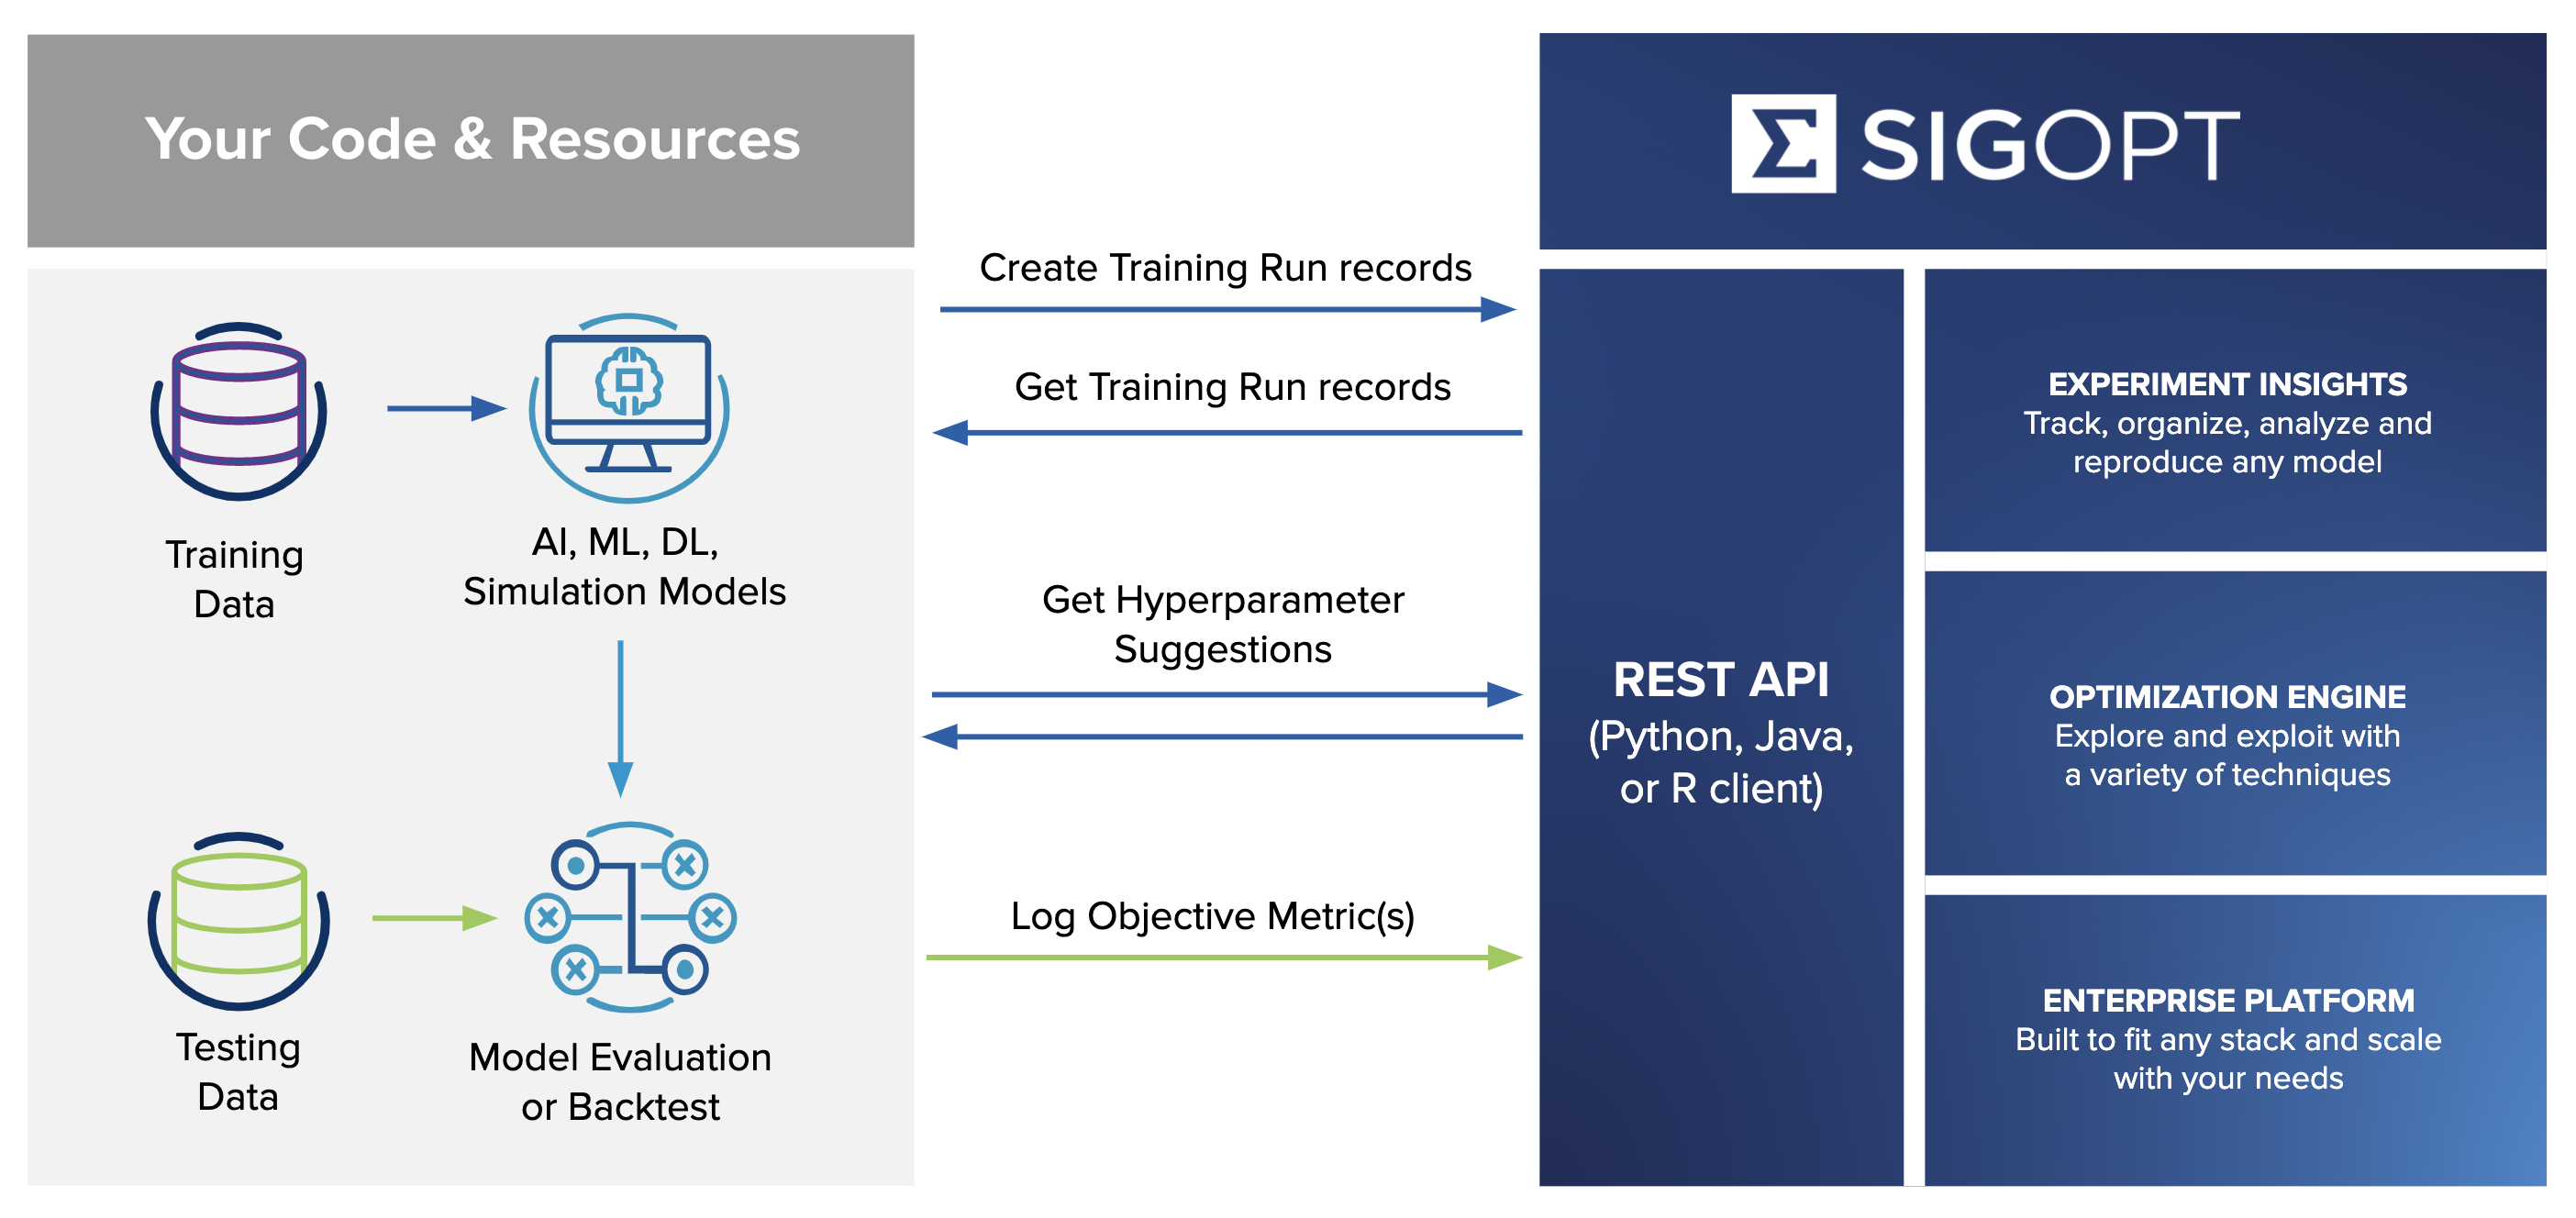 Your Code & Resources
Σ SIGOPT
Create Training Run records
Get Training Run records
Training
Data
AI, ML, DL,
Simulation Models
Get Hyperparameter
Suggestions
Log Objective Metric(s)
Testing
Data
Model Evaluation
or Backtest
REST API
(Python, Java,
or R client)
EXPERIMENT INSIGHTS
Track, organize, analyze and
reproduce any model
OPTIMIZATION ENGINE
Explore and exploit with
a variety of techniques
ENTERPRISE PLATFORM
Built to fit any stack and scale
with your needs